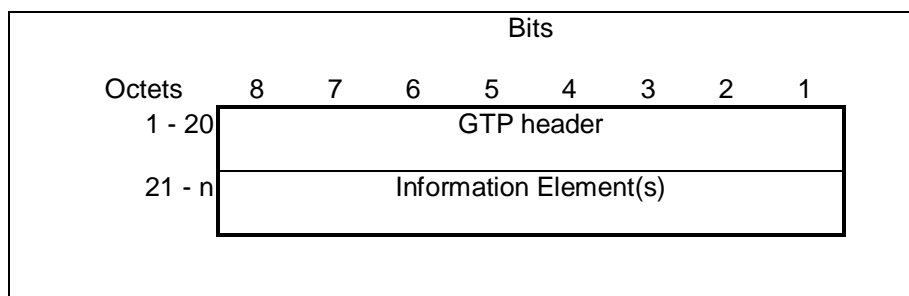 Bits
Octets 8 7 6 5 4 3 2 1
1 - 20 GTP header
21 - n Information Element(s)